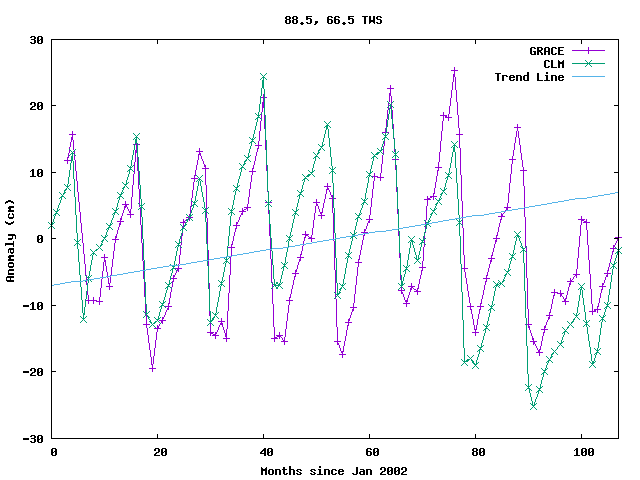 88.5, 66.5 TWS
GRACE
CLM
Trend Line
Anomaly (cm)
30
20
10
0
-10
-20
-30
0 20 40 60 80 100
Months since Jan 2002